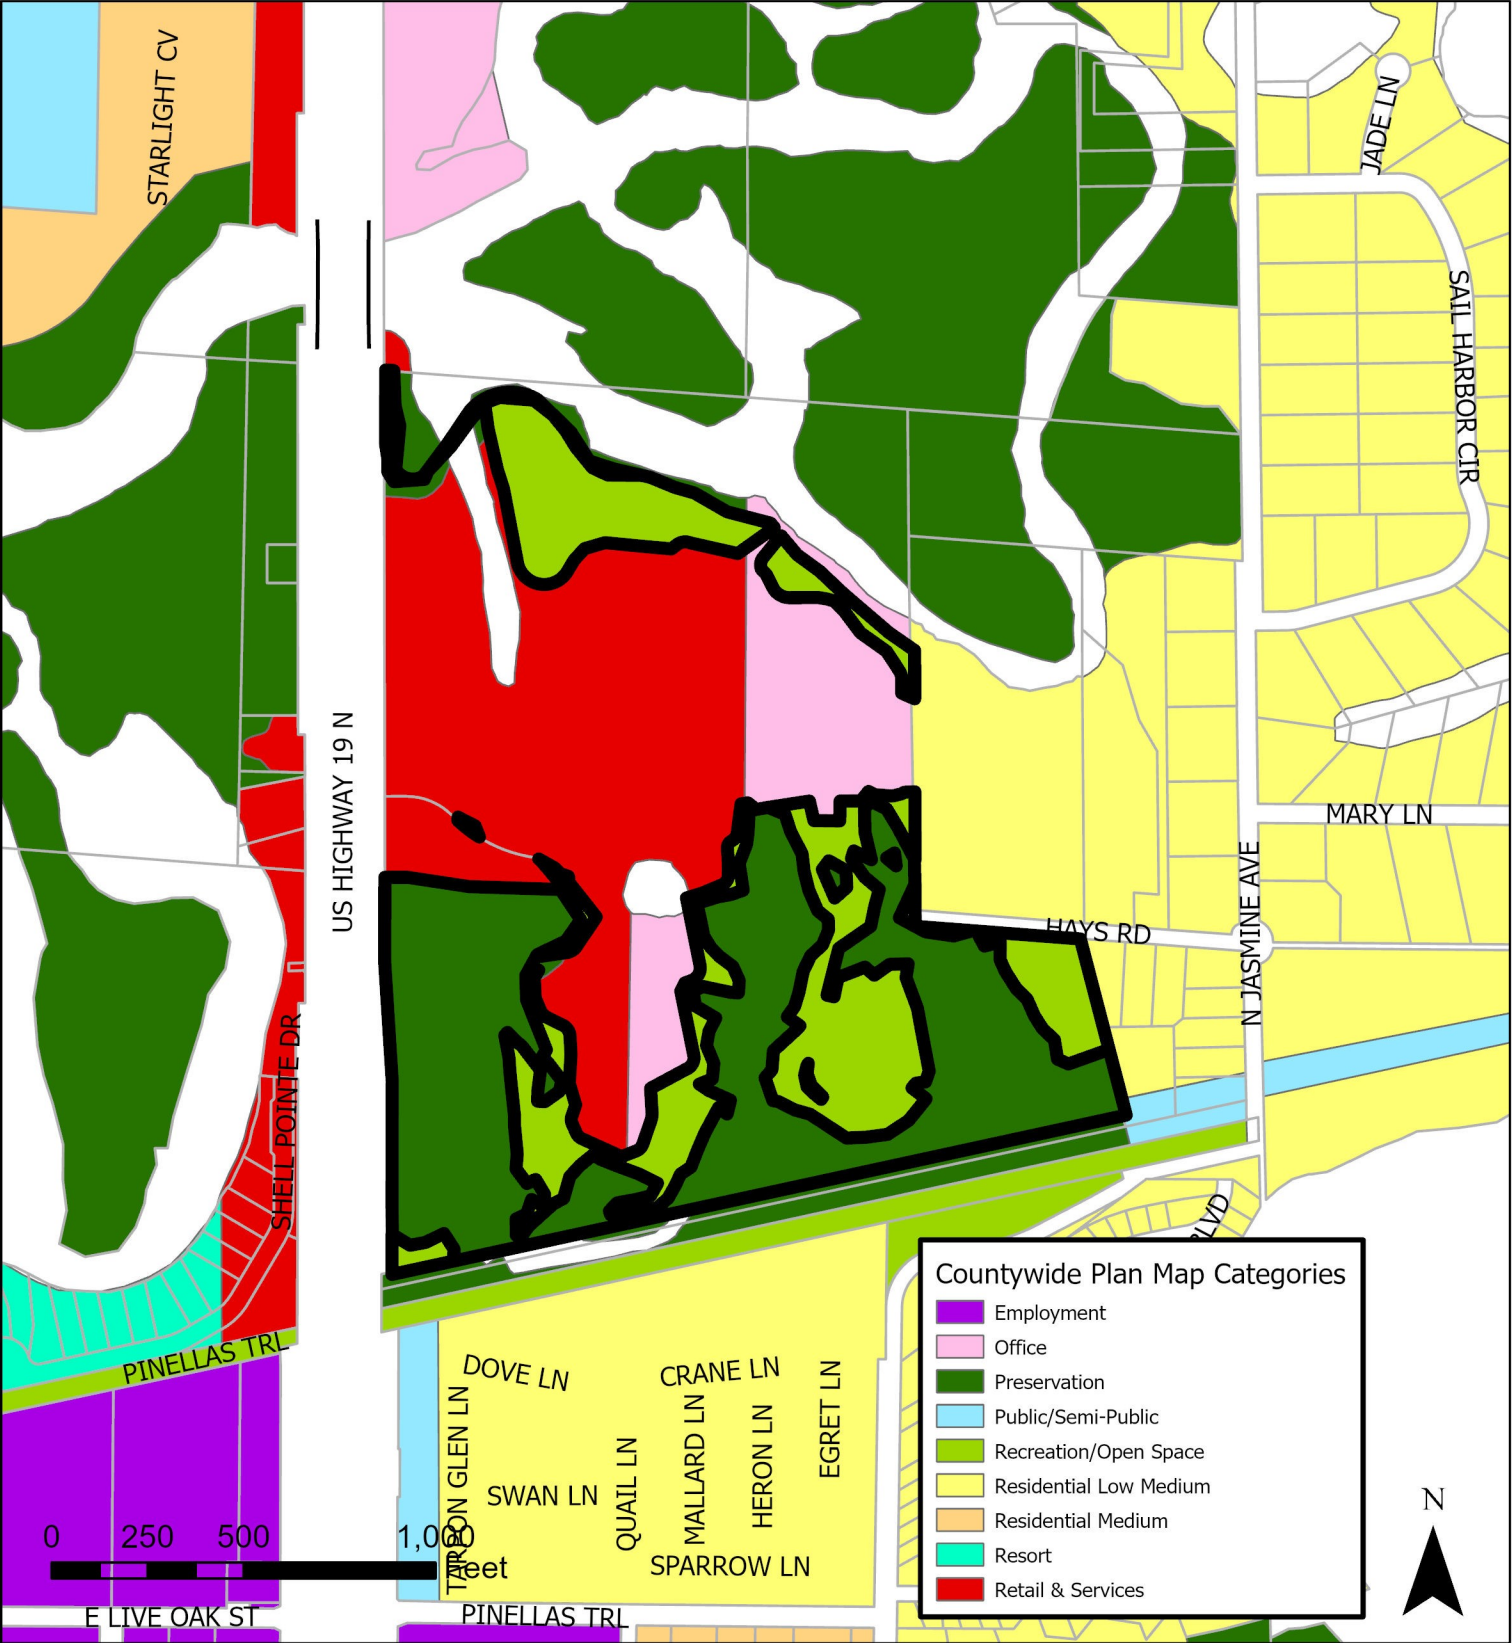 STARLIGHT CV
JADE LN
SAIL HARBOR CIR
US HIGHWAY 19 N
MARY LN
HAYS RD
N JASMINE AVE
SHELL POINTE DR
BLVD
PINELLAS TRL
DOVE LN
CRANE LN
EGRET LN
TARPON GLEN LN
MALLARD LN
HERON LN
QUAIL LN
SWAN LN
SPARROW LN
E LIVE OAK ST
PINELLAS TRL
0 250 500 1,000
Feet
Countywide Plan Map Categories
Employment
Office
Preservation
Public/Semi-Public
Recreation/Open Space
Residential Low Medium
Residential Medium
Resort
Retail & Services
N